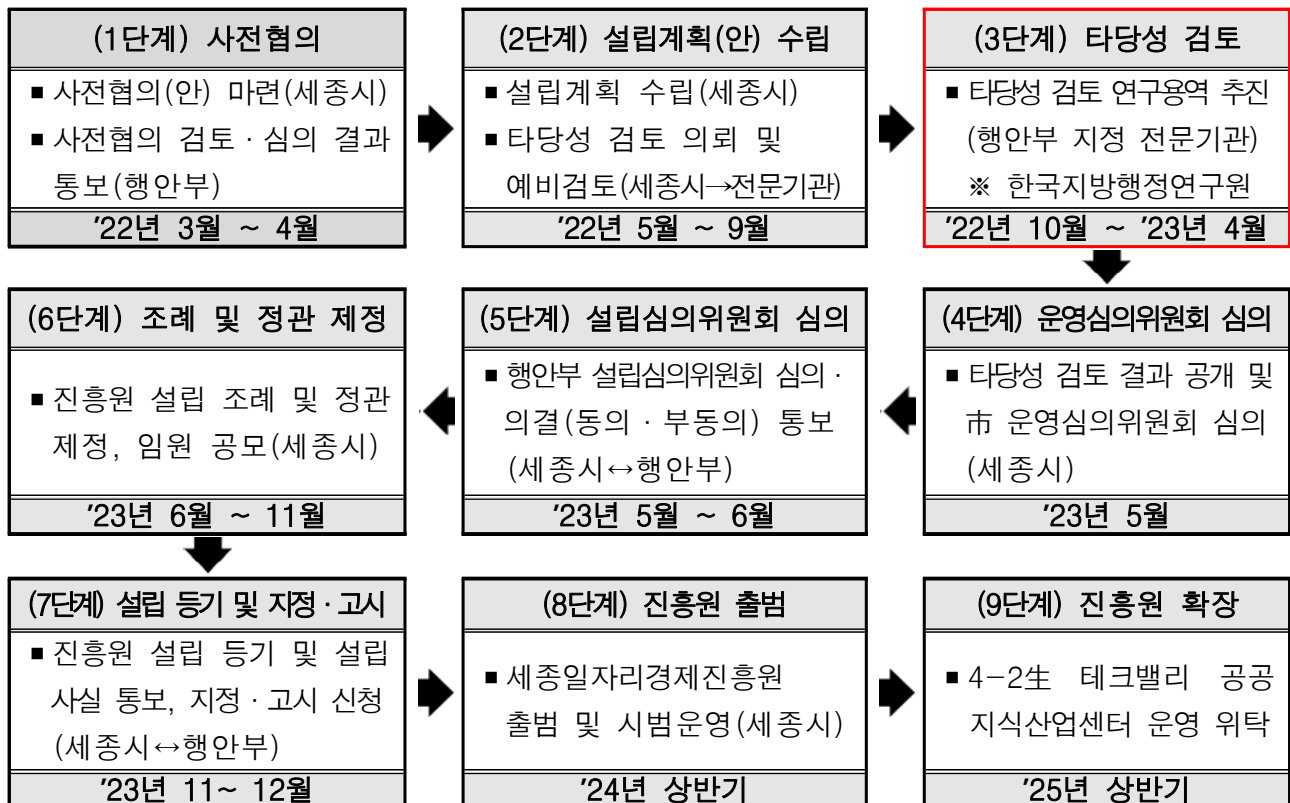 (1단계) 사전협의
▪ 사전협의(안) 마련(세종시)
▪ 사전협의 검토·심의 결과
통보(행안부)
'22년 3월 ~ 4월
(2단계) 설립계획(안) 수립
▪ 설립계획 수립(세종시)
▪ 타당성 검토 의뢰 및
예비검토(세종시→전문기관)
'22년 5월 ~ 9월
(3단계) 타당성 검토
▪ 타당성 검토 연구용역 추진
(행안부 지정 전문기관)
※ 한국지방행정연구원
'22년 10월 ~ '23년 4월
(4단계) 운영심의위원회 심의
▪ 타당성 검토 결과 공개 및
市 운영심의위원회 심의
(세종시)
'23년 5월
(5단계) 설립심의위원회 심의
▪ 행안부 설립심의위원회 심의·
의결(동의·부동의) 통보
(세종시↔행안부)
'23년 5월 ~ 6월
(6단계) 조례 및 정관 제정
▪ 진흥원 설립 조례 및 정관
제정, 임원 공모(세종시)
'23년 6월 ~ 11월
(7단계) 설립 등기 및 지정·고시
▪ 진흥원 설립 등기 및 설립
사실 통보, 지정·고시 신청
(세종시↔행안부)
'23년 11~ 12월
(8단계) 진흥원 출범
▪ 세종일자리경제진흥원
출범 및 시범운영(세종시)
'24년 상반기
(9단계) 진흥원 확장
▪ 4-2生 테크밸리 공공
지식산업센터 운영 위탁
'25년 상반기